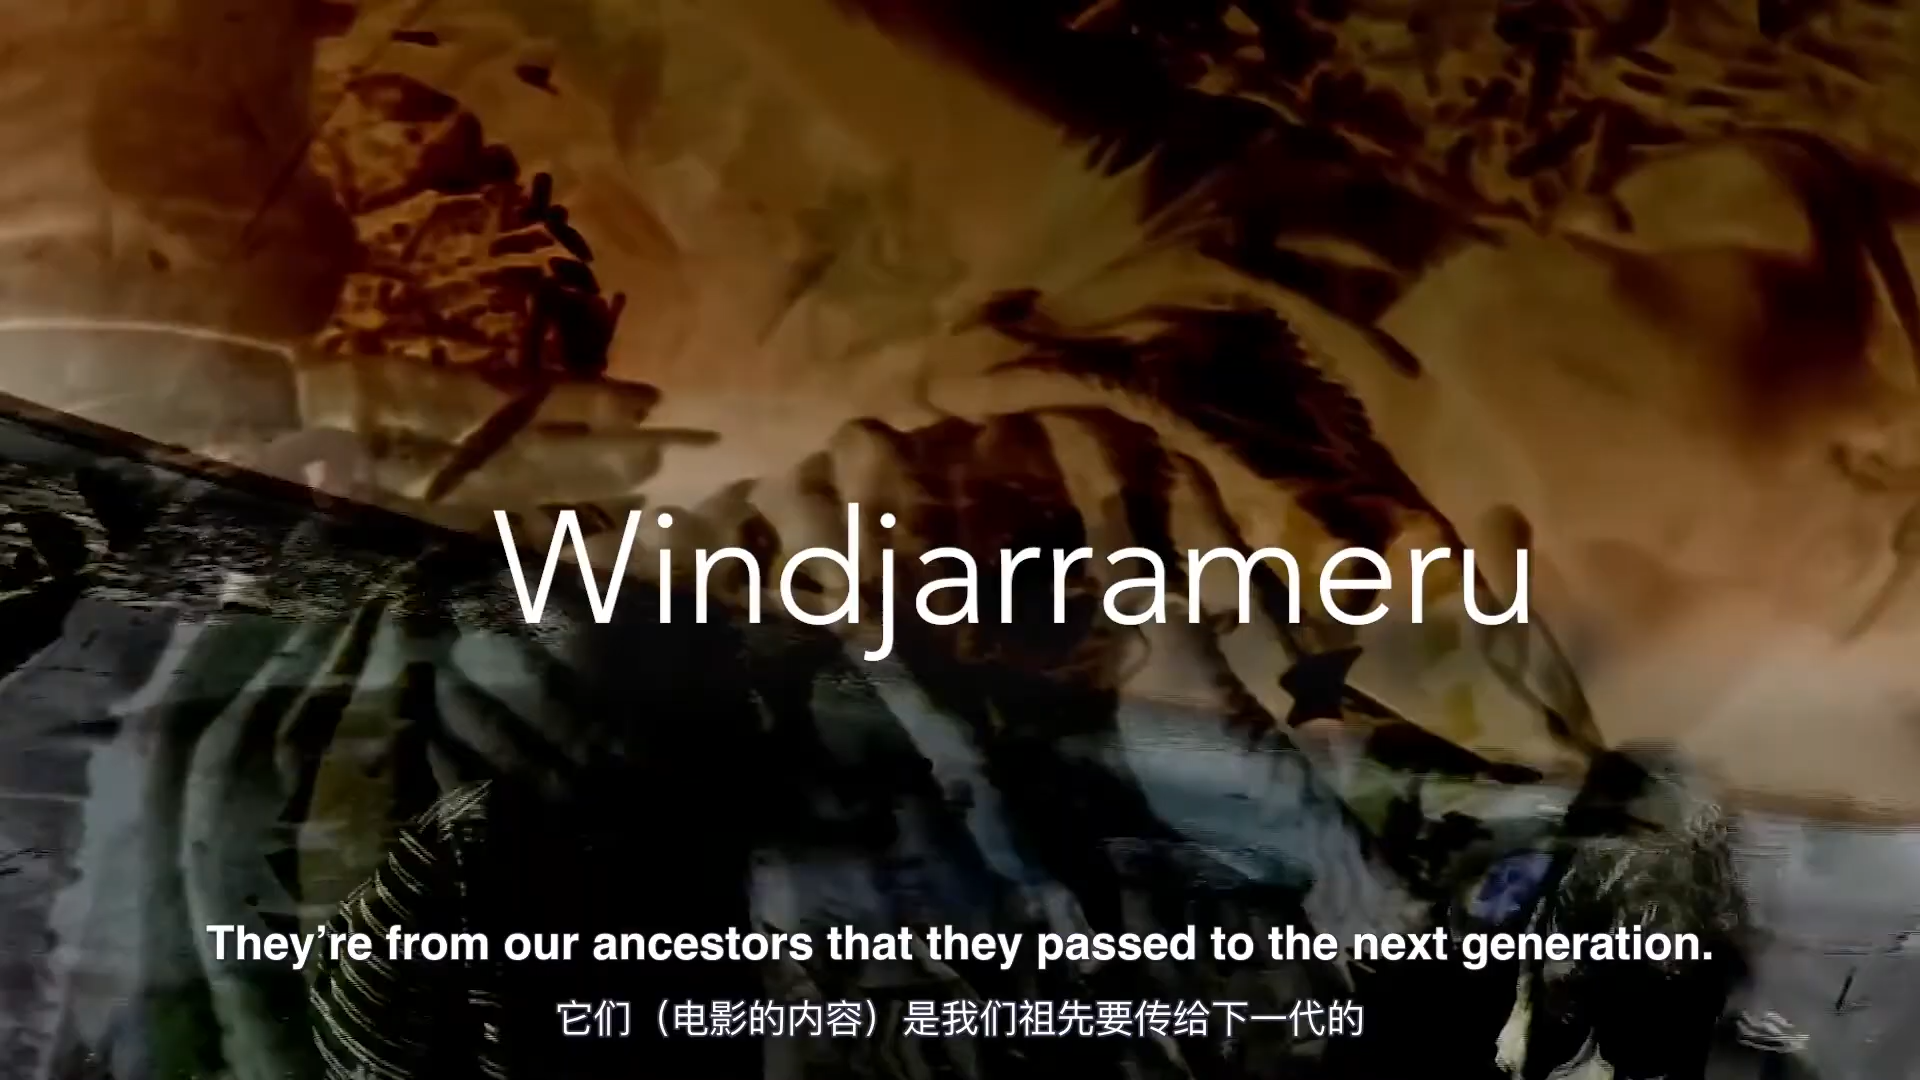 Windjarrameru
They’re from our ancestors that they passed to the next generation.
它们（电影的内容）是我们祖先要传给下一代的